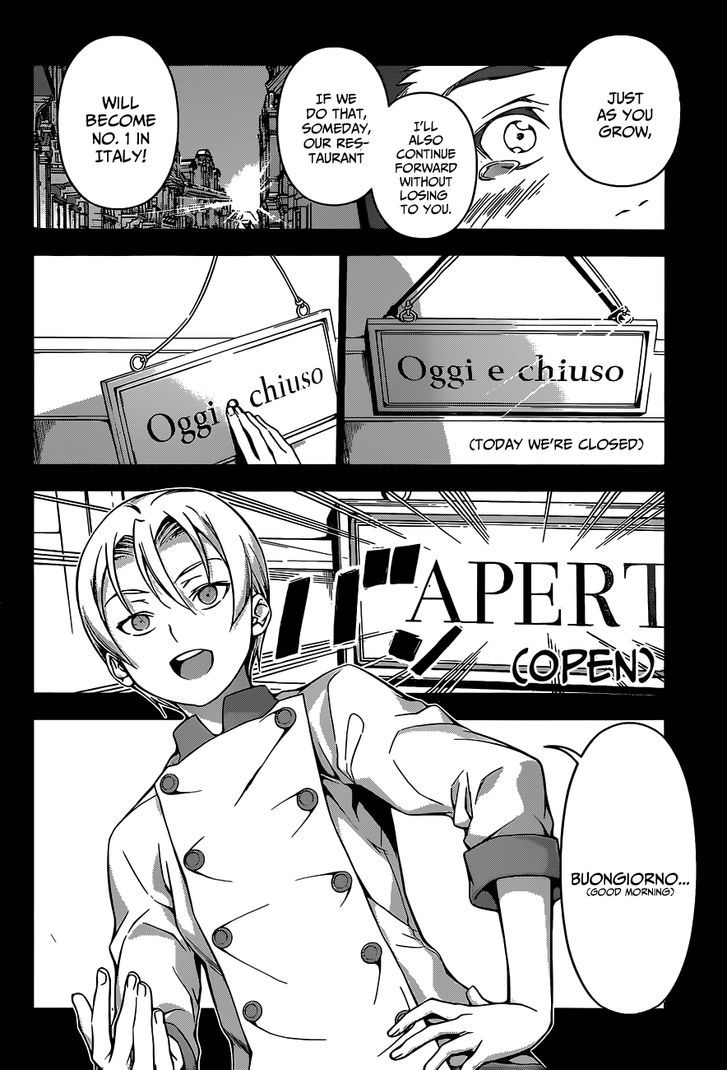 JUST
AS YOU
GROW,
I'LL
ALSO
CONTINUE
FORWARD
WITHOUT
LOSING
TO YOU.
IF WE
DO THAT,
SOMEDAY,
OUR RES-
TAURANT
WILL
BECOME
NO. 1 IN
ITALY!
Oggi e chiuso
(TODAY WE'RE CLOSED)
Oggi e chiuso
APERT
(OPEN)
バン
BUONGIORNO...
(GOOD MORNING)